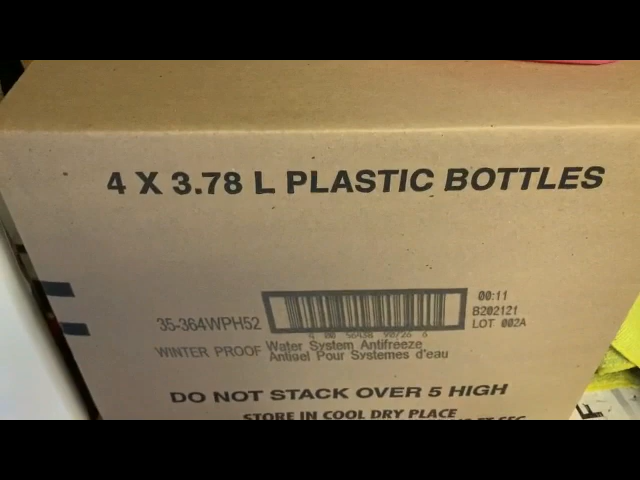 4 X 3.78 L PLASTIC BOTTLES
00:11
B202121
35-364WPH52
LOT 002A
WINTER PROOF Water System Antifreeze
Antigel Pour Systemes d'eau
DO NOT STACK OVER 5 HIGH
STORE IN COOL DRY PLACE